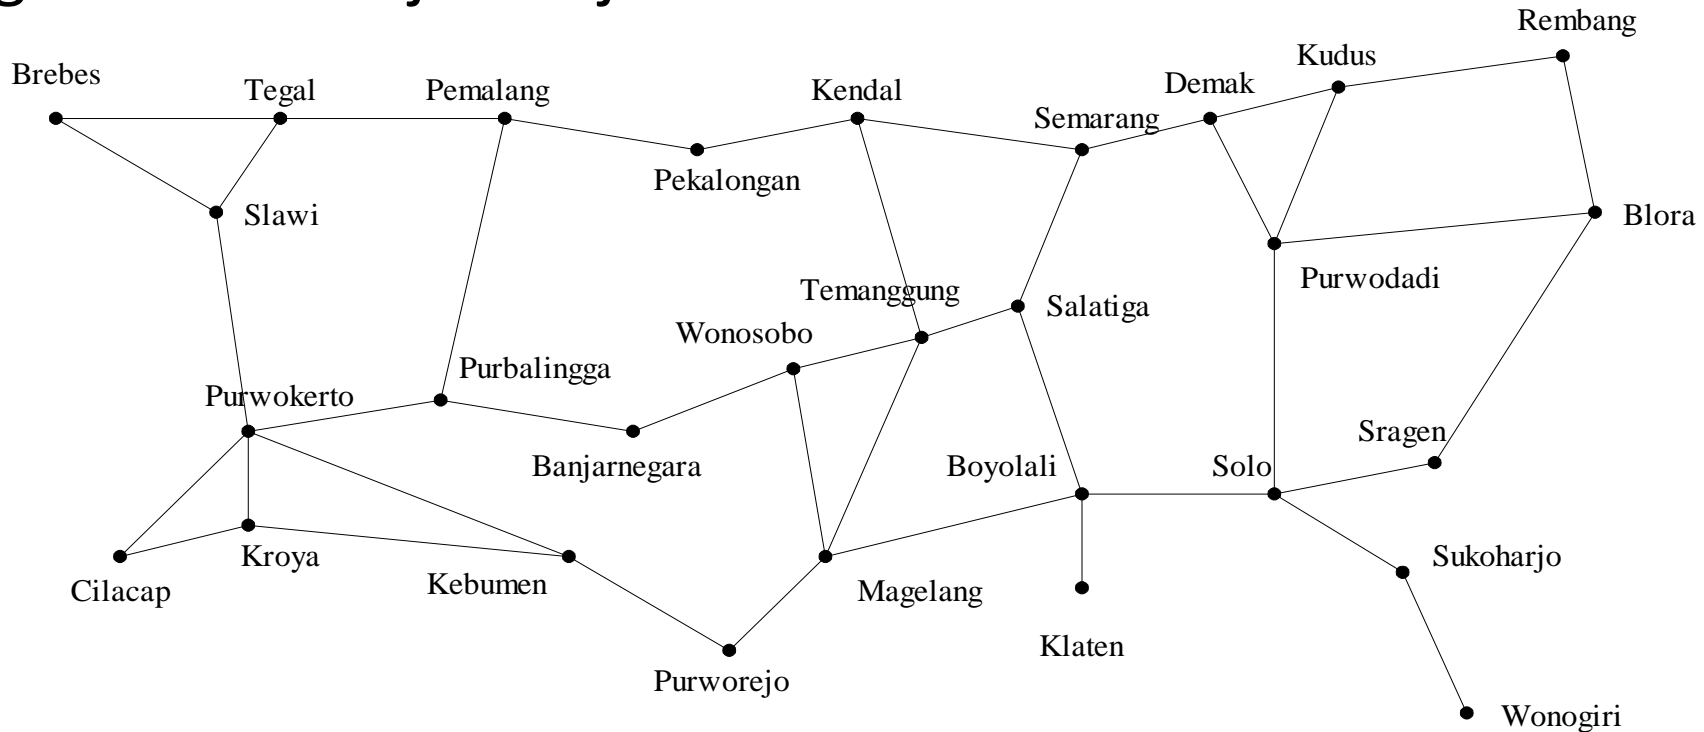 Rembang
Kudus
Brebes
Tegal
Pemalang
Kendal
Demak
Semarang
Pekalongan
Slawi
Blora
Purwodadi
Temanggung
Salatiga
Wonosobo
Purbalingga
Purwokerto
Sragen
Banjarnegara
Boyolali
Solo
Kroya
Sukoharjo
Cilacap
Kebumen
Magelang
Klaten
Purworejo
Wonogiri